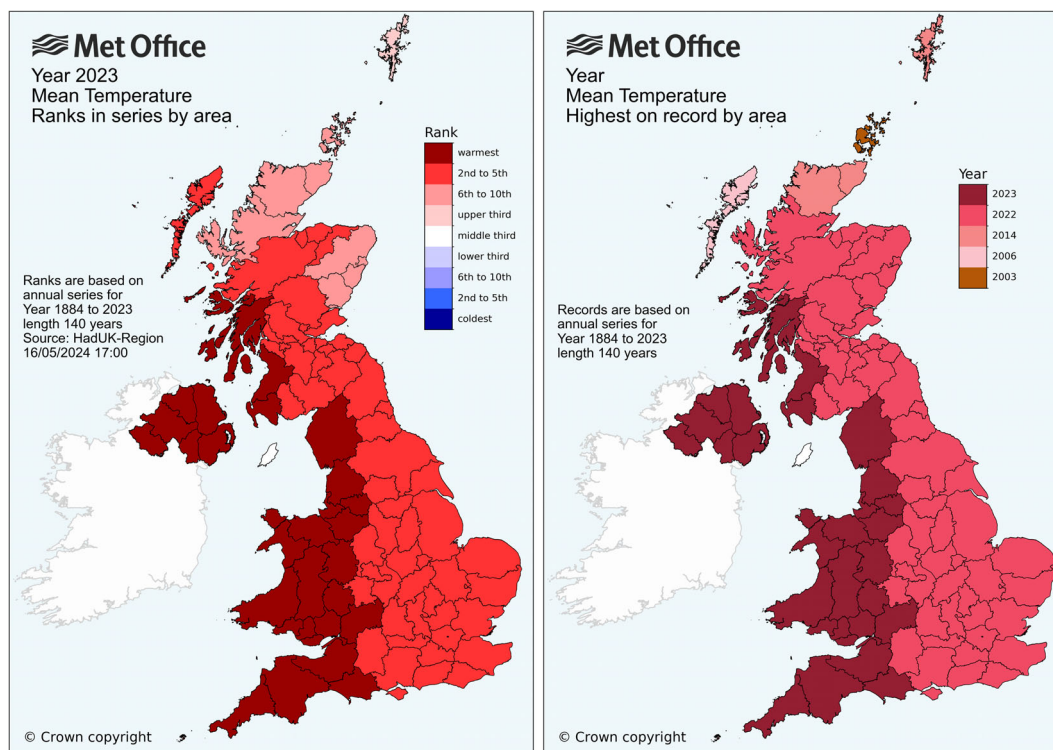 Met Office
Year 2023
Mean Temperature
Ranks in series by area
Rank
warmest
2nd to 5th
6th to 10th
upper third
middle third
lower third
6th to 10th
2nd to 5th
coldest
Ranks are based on
annual series for
Year 1884 to 2023
length 140 years
Source: HadUK-Region
16/05/2024 17:00
© Crown copyright
Met Office
Year
Mean Temperature
Highest on record by area
Year
2023
2022
2014
2006
2003
Records are based on
annual series for
Year 1884 to 2023
length 140 years
© Crown copyright